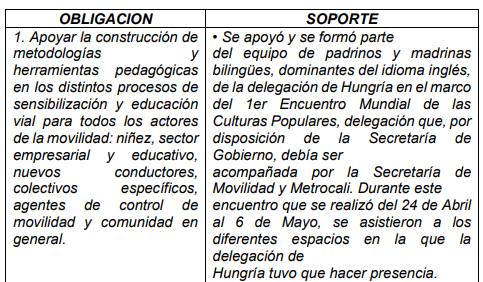 OBLIGACION
SOPORTE
1. Apoyar la construcción de
metodologías y
herramientas pedagógicas
en los distintos procesos de
sensibilización y educación
vial para todos los actores
de la movilidad: niñez, sector
empresarial y educativo,
nuevos conductores,
colectivos específicos,
agentes de control de
movilidad y comunidad en
general.
• Se apoyó y se formó parte
del equipo de padrinos y madrinas
bilingües, dominantes del idioma inglés,
de la delegación de Hungría en el marco
del 1er Encuentro Mundial de las
Culturas Populares, delegación que, por
disposición de la Secretaría de
Gobierno, debía ser
acompañada por la Secretaría de
Movilidad y Metrocali. Durante este
encuentro que se realizó del 24 de Abril
al 6 de Mayo, se asistieron a los
diferentes espacios en la que la
delegación de
Hungría tuvo que hacer presencia.